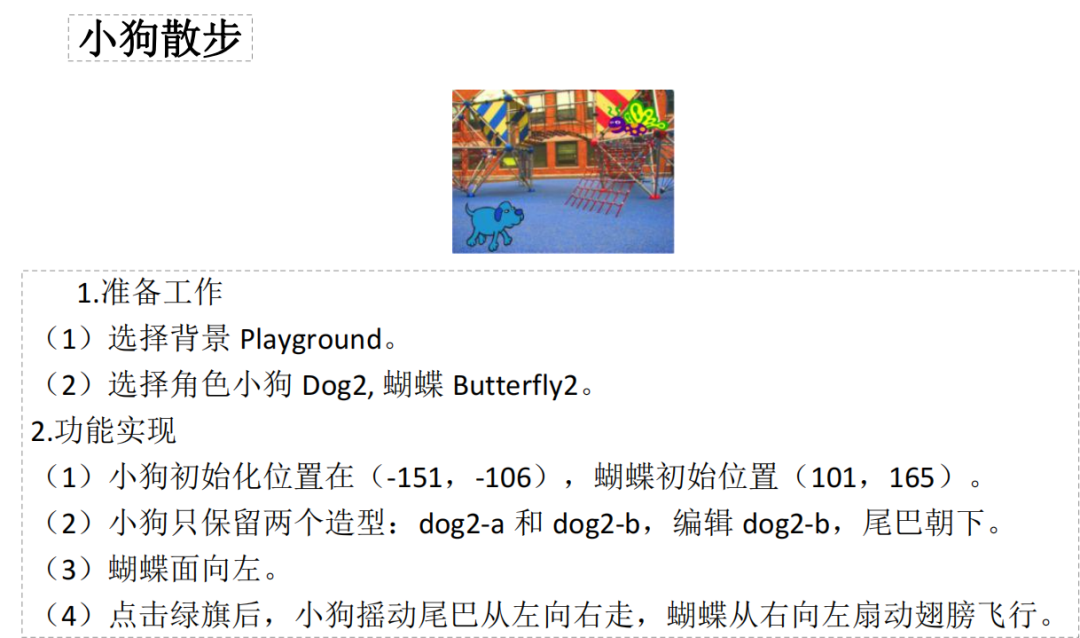 小狗散步
1.准备工作
（1）选择背景 Playground。
（2）选择角色小狗 Dog2, 蝴蝶 Butterfly2。
2.功能实现
（1）小狗初始化位置在（-151，-106），蝴蝶初始位置（101，165）。
（2）小狗只保留两个造型：dog2-a 和 dog2-b，编辑 dog2-b，尾巴朝下。
（3）蝴蝶面向左。
（4）点击绿旗后，小狗摇动尾巴从左向右走，蝴蝶从右向左扇动翅膀飞行。